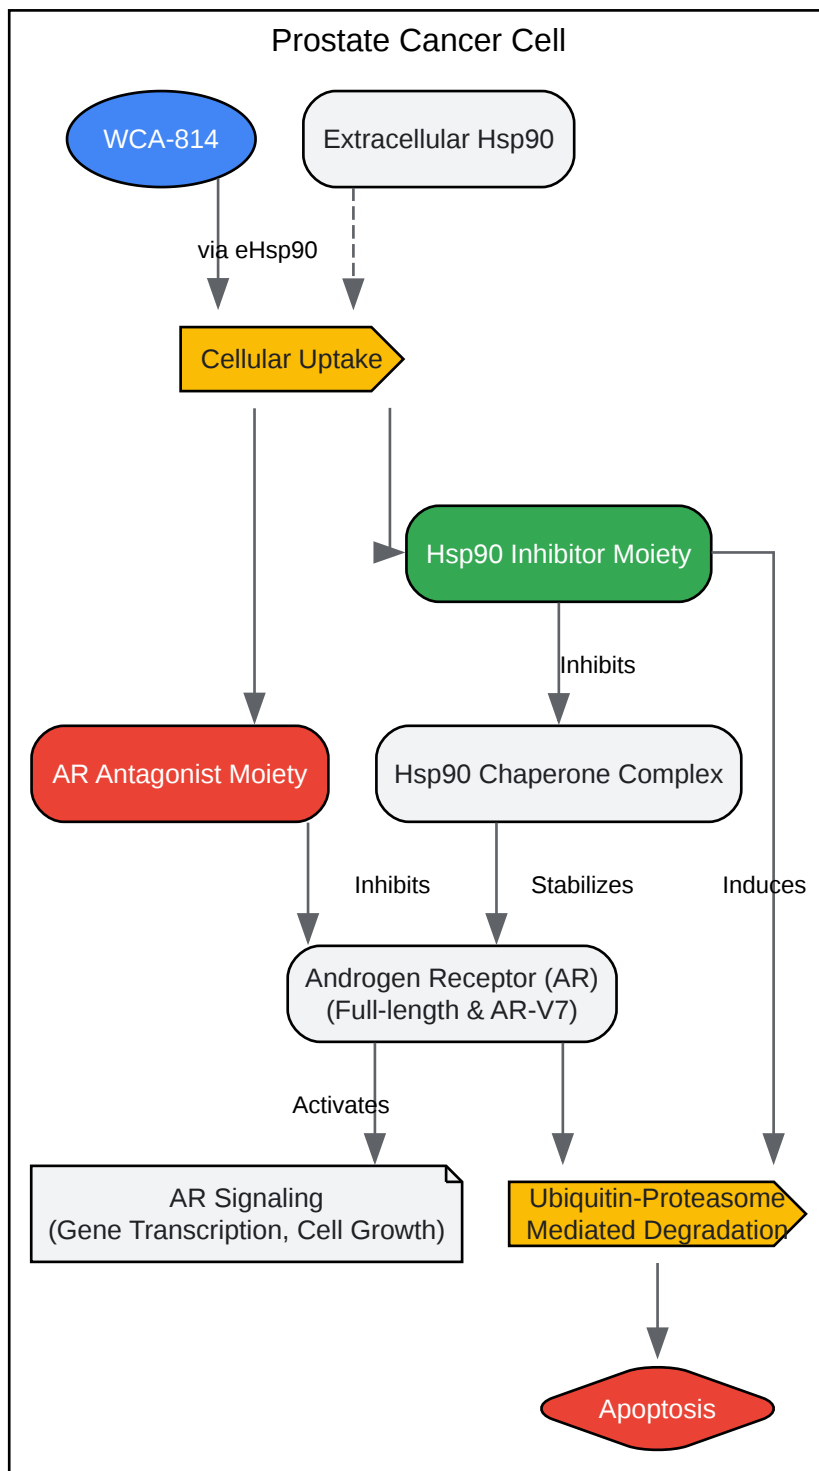 Prostate Cancer Cell
WCA-814
Extracellular Hsp90
via eHsp90
Cellular Uptake
Hsp90 Inhibitor Moiety
Inhibits
AR Antagonist Moiety
Hsp90 Chaperone Complex
Inhibits
Stabilizes
Induces
Androgen Receptor (AR)
(Full-length & AR-V7)
Activates
AR Signaling
(Gene Transcription, Cell Growth)
Ubiquitin-Proteasome
Mediated Degradation
Apoptosis